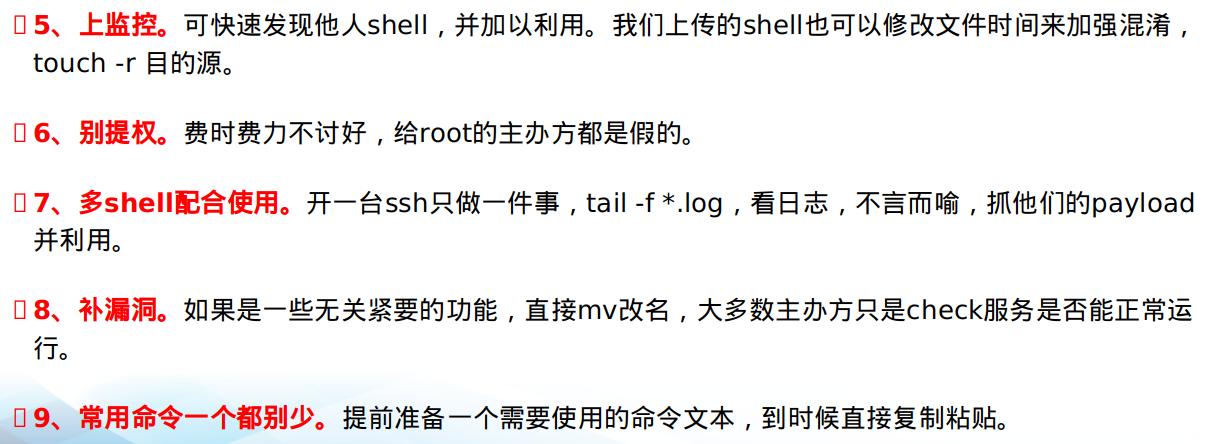 5、上监控。可快速发现他人shell，并加以利用。我们上传的shell也可以修改文件时间来加强混淆，
touch -r 目的源。
6、别提权。费时费力不讨好，给root的主办方都是假的。
7、多shell配合使用。开一台ssh只做一件事，tail -f *.log，看日志，不言而喻，抓他们的payload
并利用。
8、补漏洞。如果是一些无关紧要的功能，直接mv改名，大多数主办方只是check服务是否能正常运
行。
9、常用命令一个都别少。提前准备一个需要使用的命令文本，到时候直接复制粘贴。